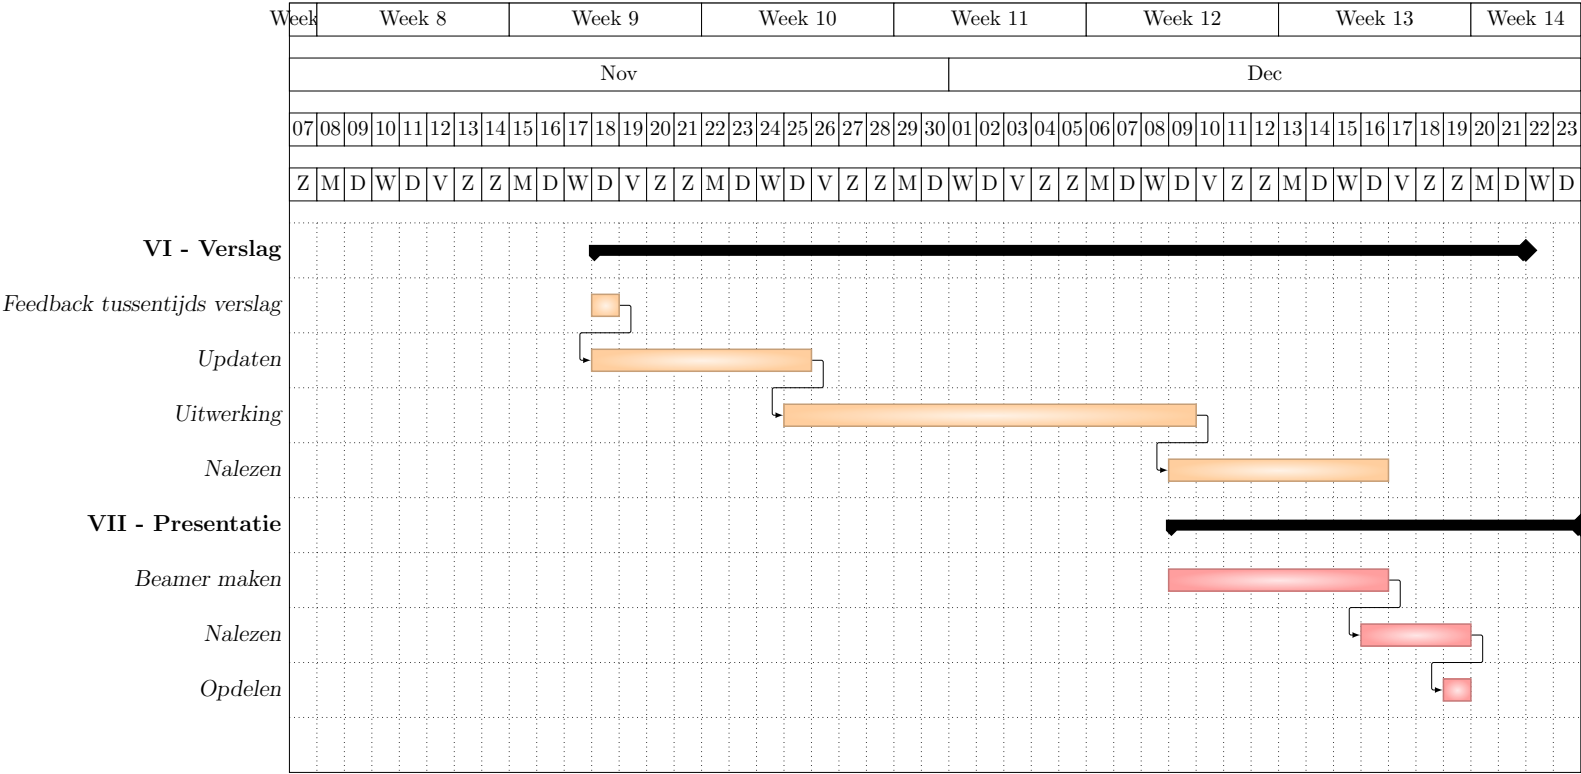 Week Week 8 Week 9 Week 10 Week 11 Week 12 Week 13 Week 14
Nov Dec
07 08 09 10 11 12 13 14 15 16 17 18 19 20 21 22 23 24 25 26 27 28 29 30 01 02 03 04 05 06 07 08 09 10 11 12 13 14 15 16 17 18 19 20 21 22 23
Z M D W D V Z Z M D W D V Z Z M D W D V Z Z M D W D V Z Z M D W D V Z Z M D W D V Z Z M D W D
VI - Verslag
Feedback tussentijds verslag
Updaten
Uitwerking
Nalezen
VII - Presentatie
Beamer maken
Nalezen
Opdelen